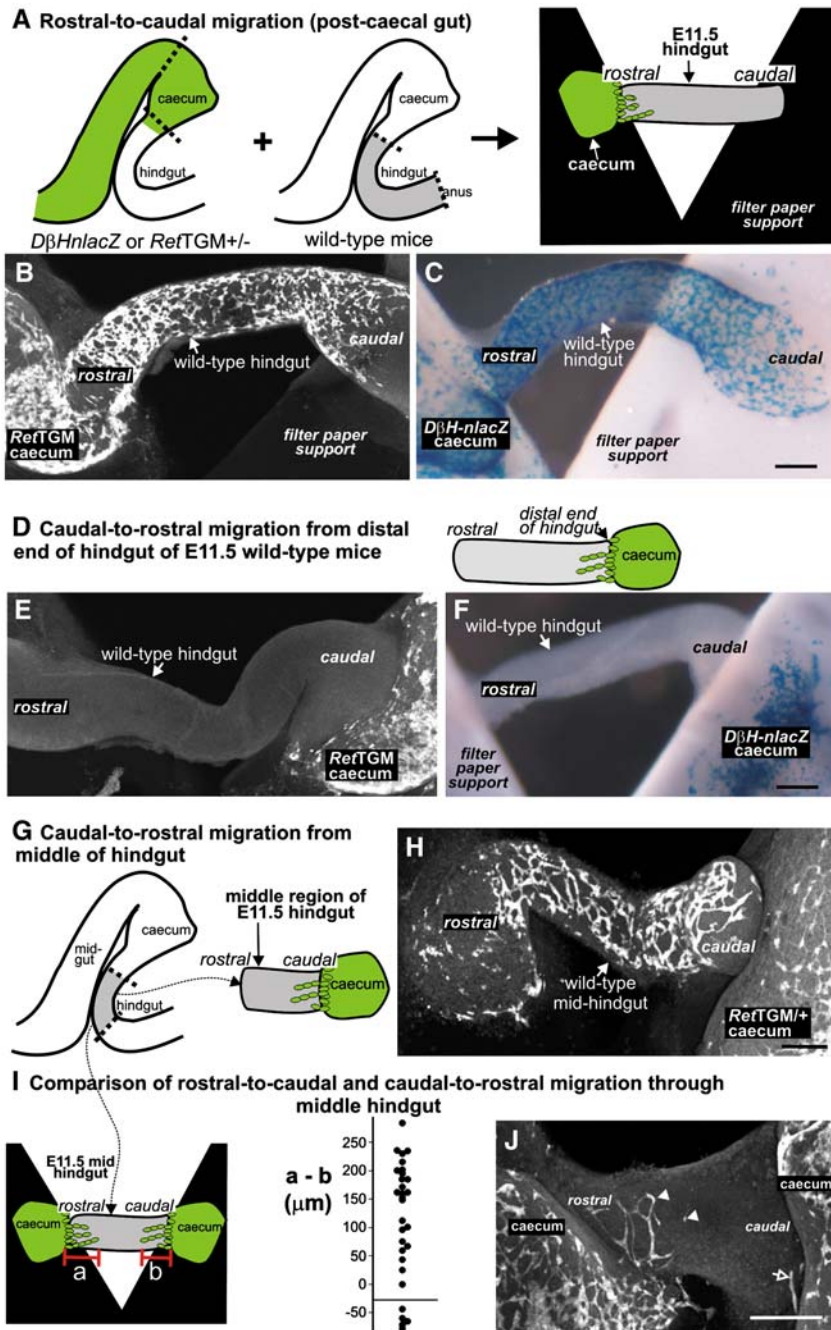 A Rostral-to-caudal migration (post-caecal gut)
caecum
hindgut
DβHnlacZ or RetTGM+/-
+
caecum
hindgut
anus
wild-type mice
E11.5
hindgut
rostral
caudal
caecum
filter paper
support
B
rostral
wild-type hindgut
caudal
RetTGM
caecum
filter paper
support
C
rostral
wild-type
hindgut
caudal
DβH-nlacZ
caecum
filter paper
support
D Caudal-to-rostral migration from distal
end of hindgut of E11.5 wild-type mice
rostral
distal end
of hindgut
caecum
E
wild-type hindgut
caudal
rostral
RetTGM
caecum
F
wild-type hindgut
caudal
rostral
filter
paper
support
DβH-nlacZ
caecum
G Caudal-to-rostral migration from
middle of hindgut
mid-
gut
caecum
hindgut
middle region of
E11.5 hindgut
rostral
caudal
caecum
H
rostral
caudal
wild-type
mid-hindgut
RetTGM/+
caecum
I Comparison of rostral-to-caudal and caudal-to-rostral migration through
middle hindgut
E11.5 mid
hindgut
rostral
caudal
caecum
caecum
a
b
a - b
(μm)
250
200
150
100
50
0
-50
J
rostral
caecum
caecum
caudal